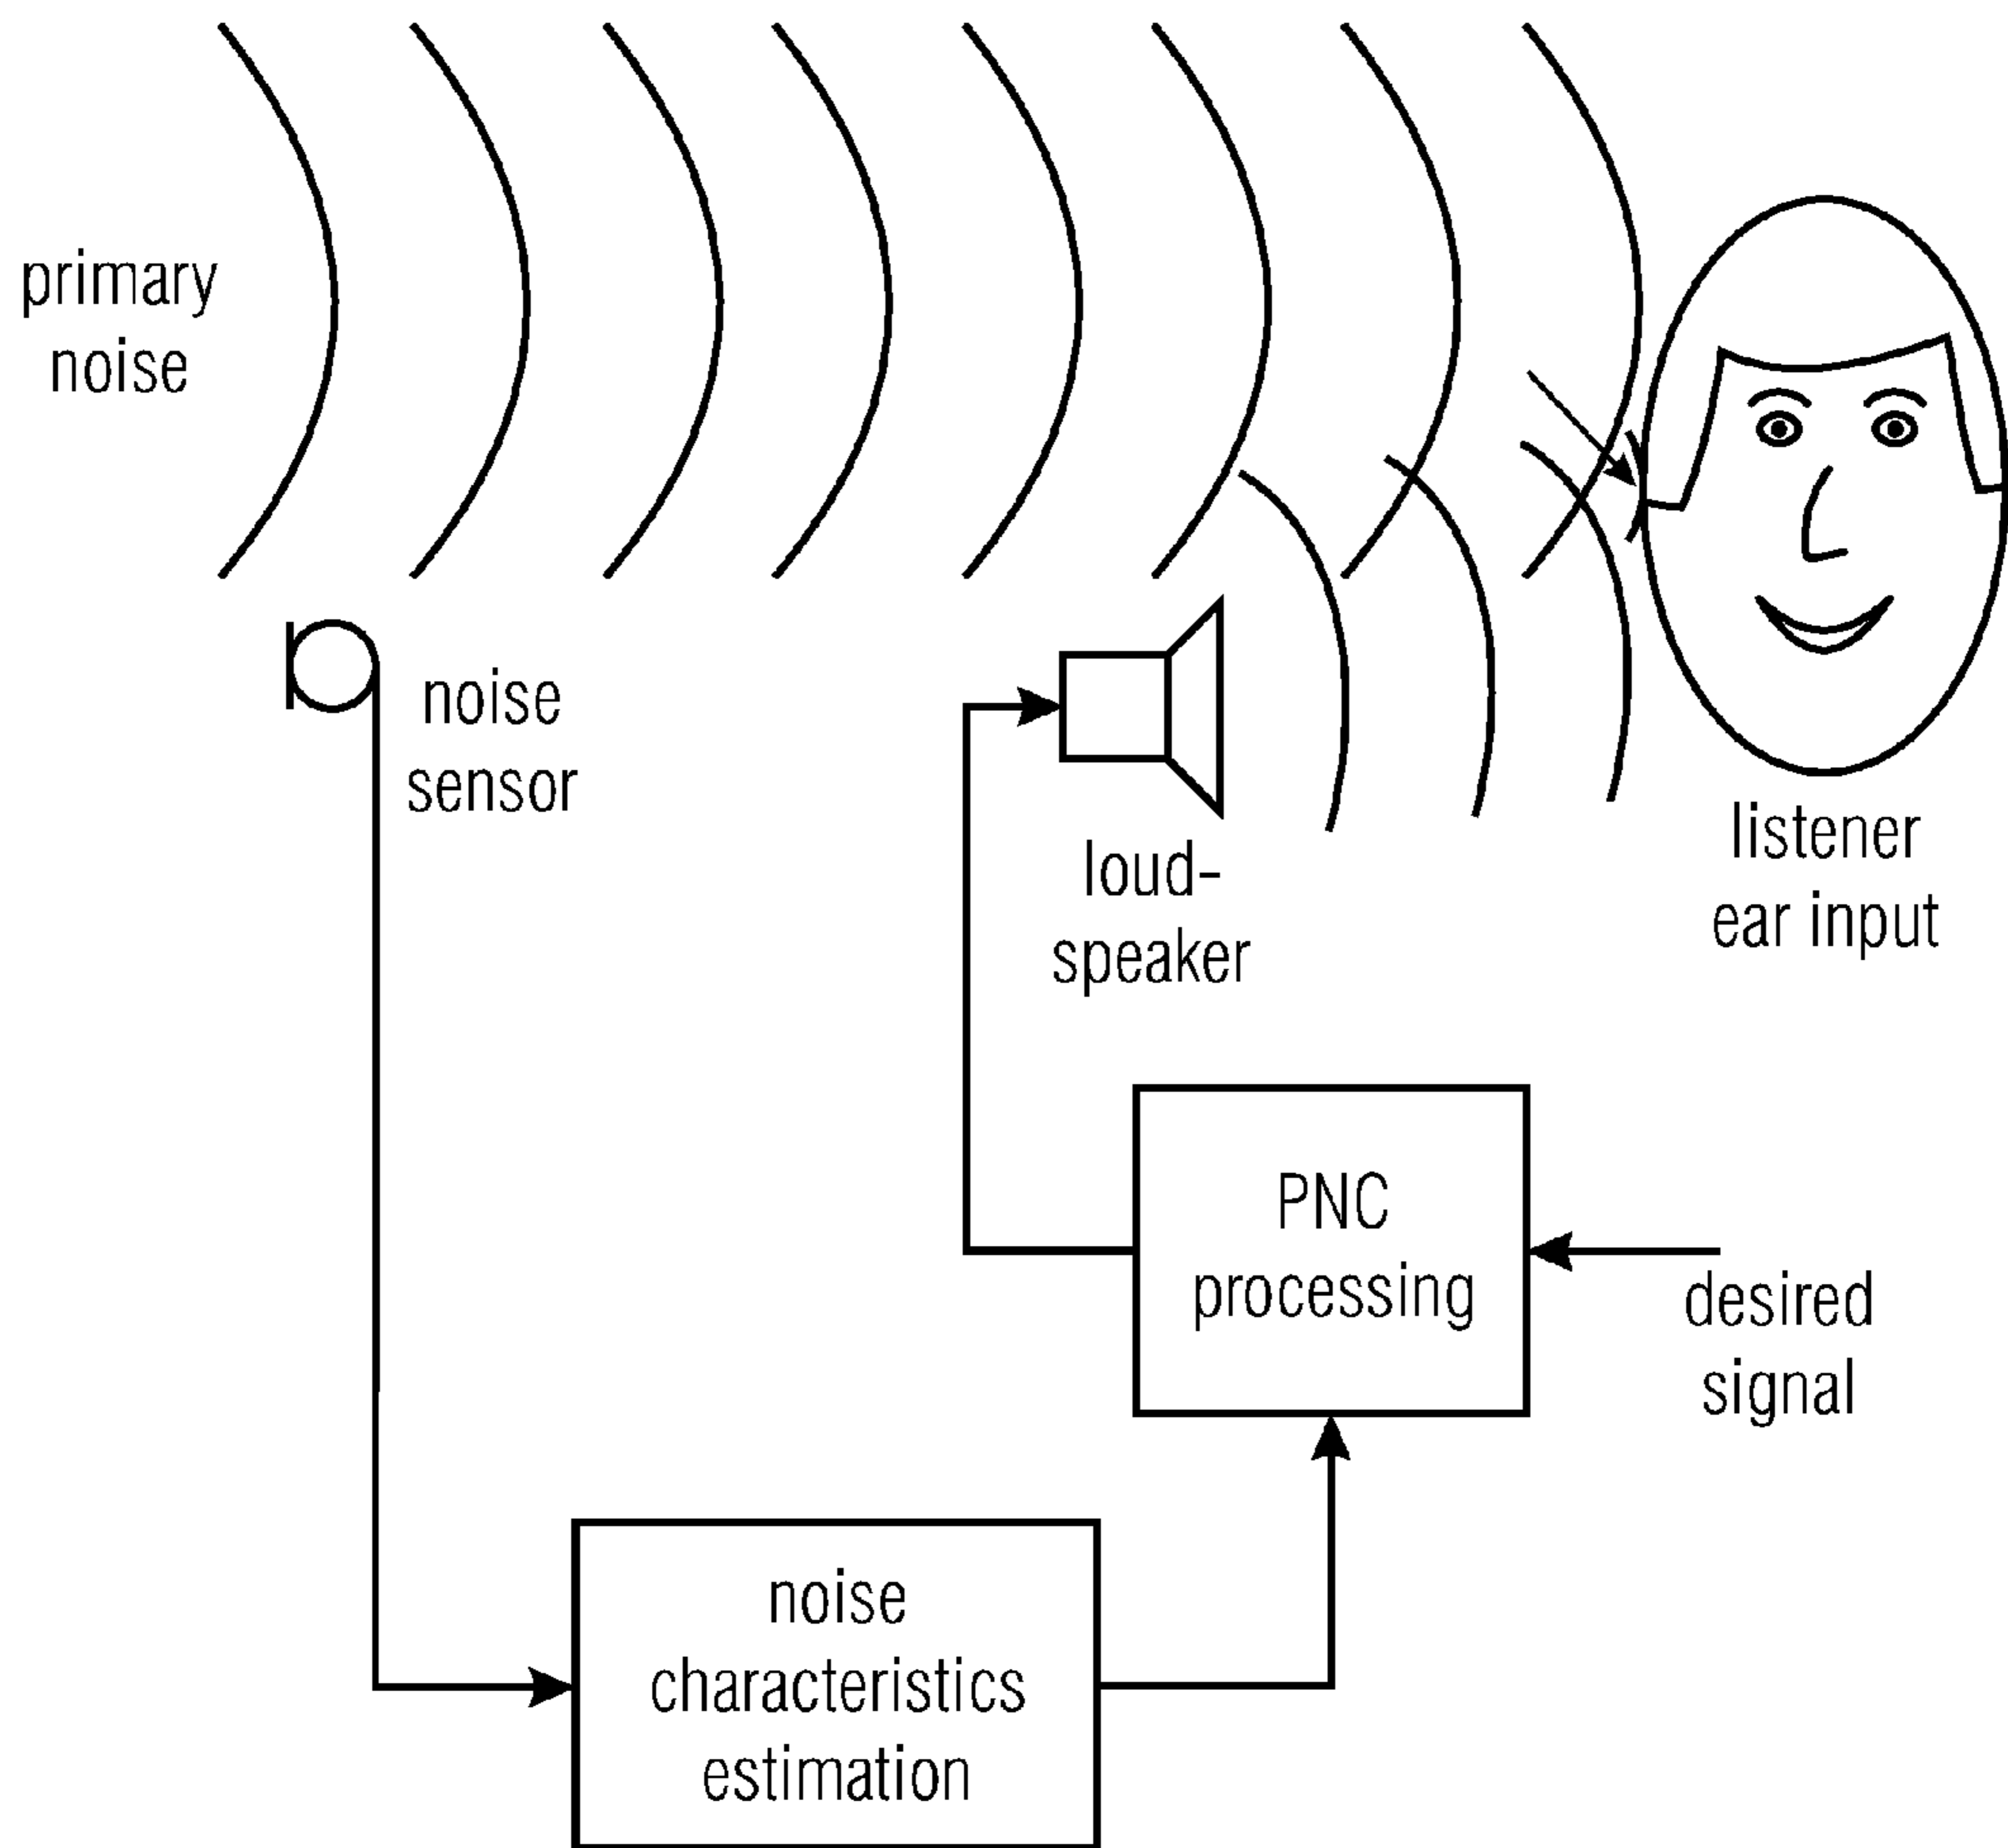 primary
noise
noise
sensor
loud-
speaker
listener
ear input
PNC
processing
desired
signal
noise
characteristics
estimation